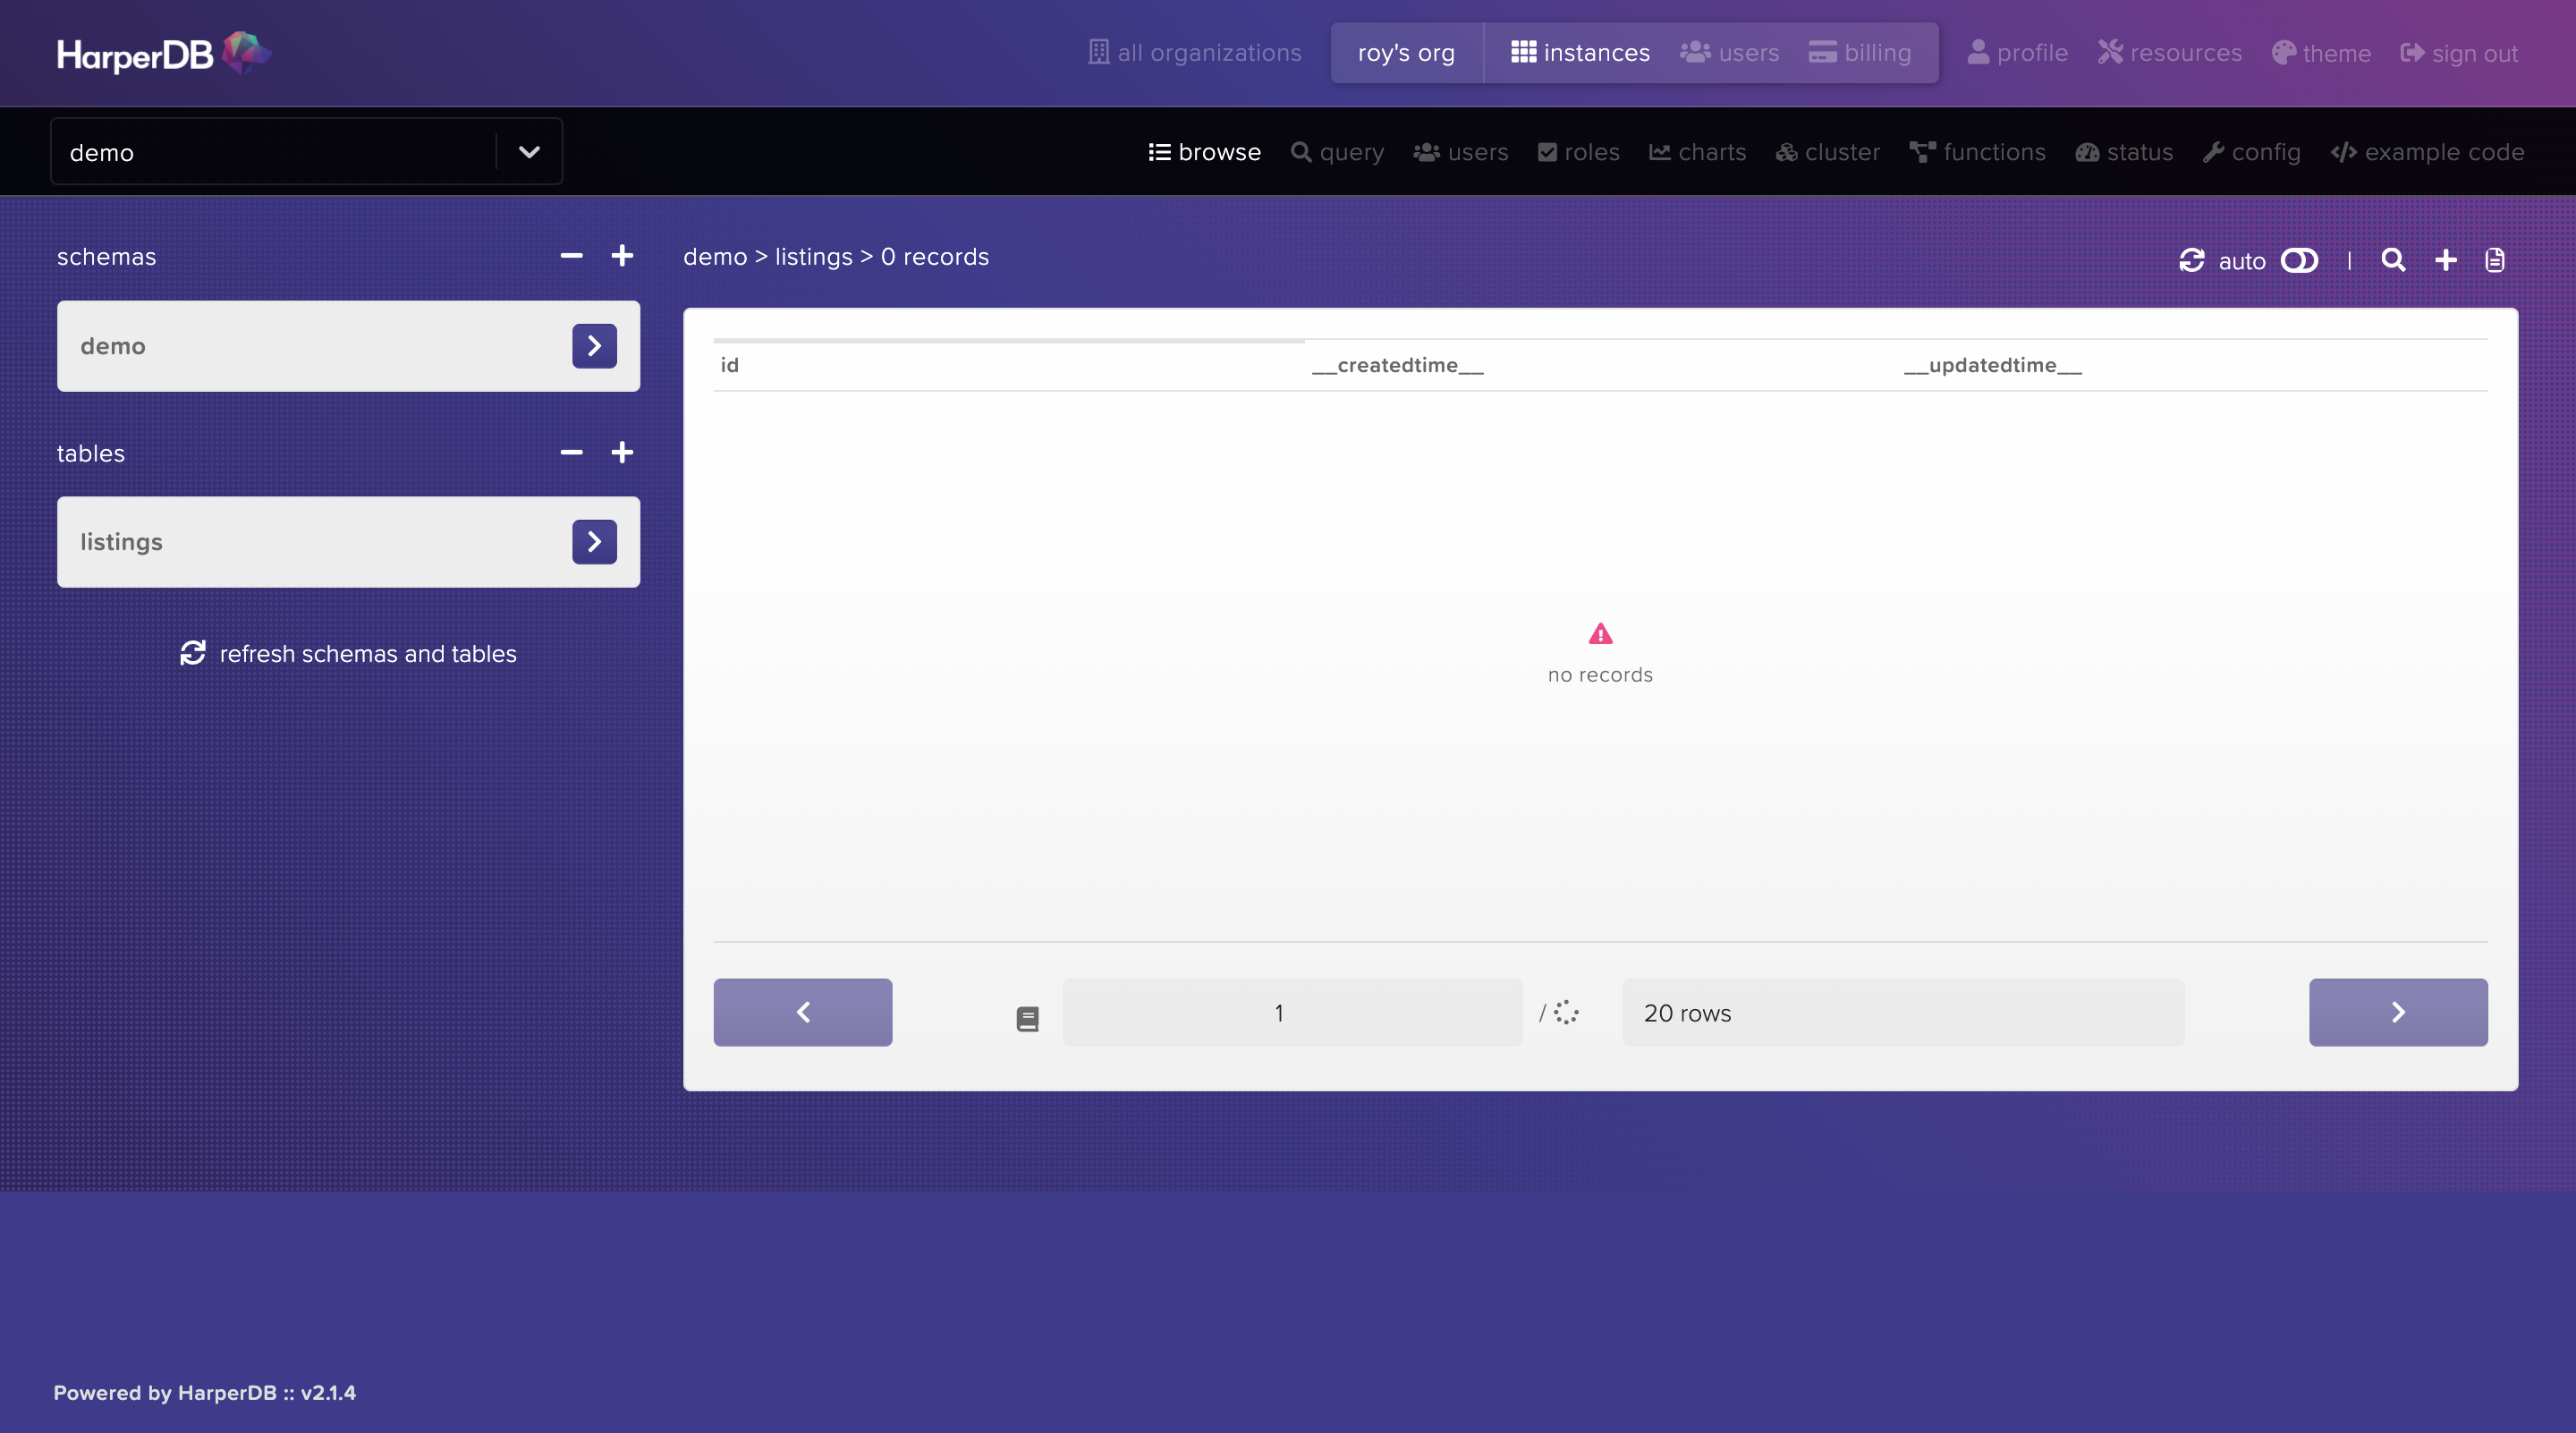 HarperDB
all organizations
roy's org
instances
users
billing
profile
resources
theme
sign out
demo
browse
query
users
roles
charts
cluster
functions
status
config
example code
schemas
demo
tables
listings
refresh schemas and tables
demo > listings > 0 records
auto
|
id
__createdtime__
__updatedtime__
no records
1
/
20 rows
Powered by HarperDB :: v2.1.4